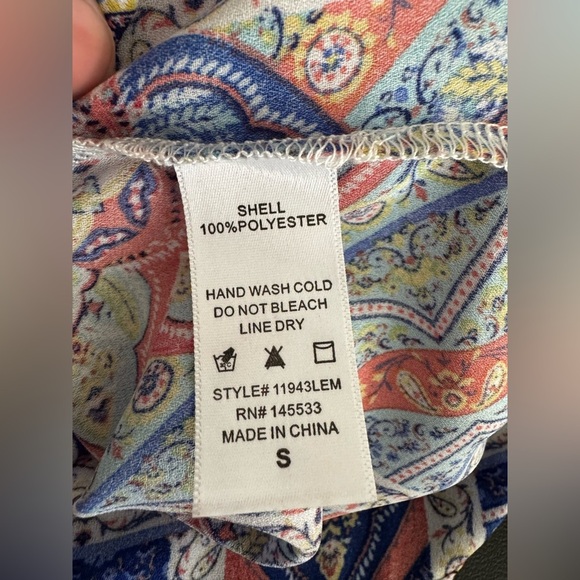 SHELL
100%POLYESTER
HAND WASH COLD
DO NOT BLEACH
LINE DRY
STYLE# 11943LEM
RN# 145533
MADE IN CHINA
S